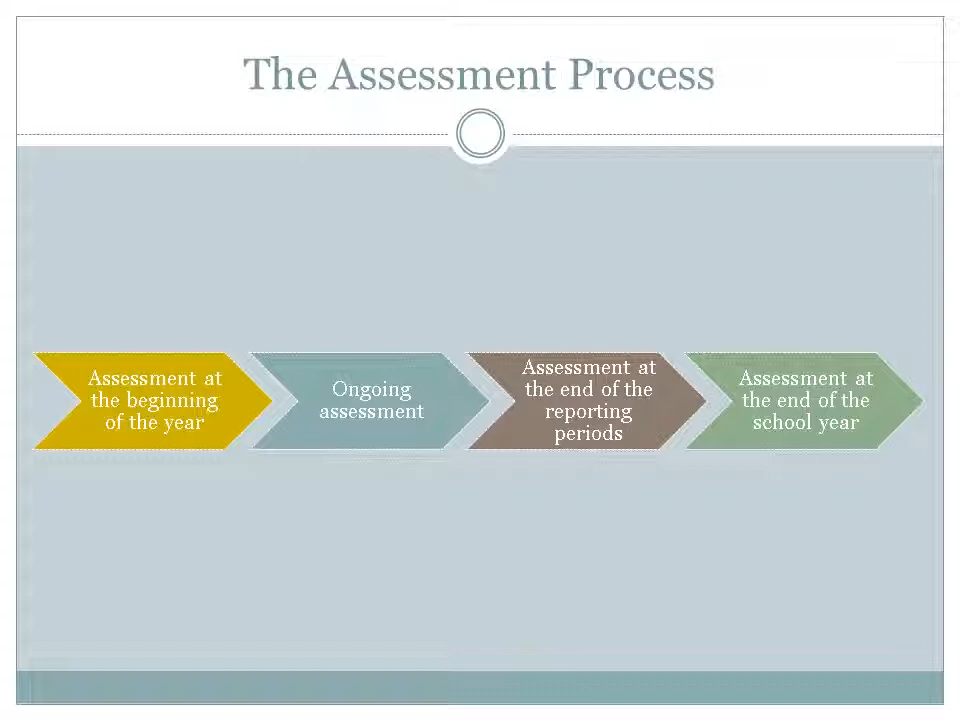 The Assessment Process
Assessment at
the beginning
of the year
Ongoing
assessment
Assessment at
the end of the
reporting
periods
Assessment at
the end of the
school year